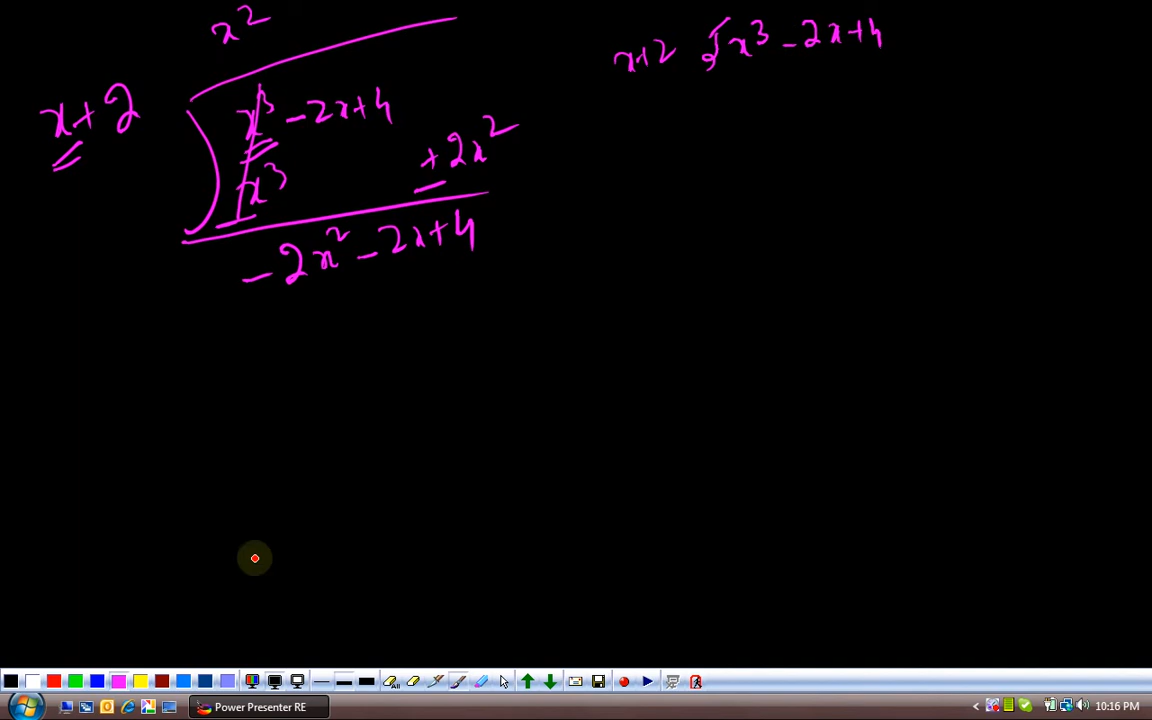 x²
x+2 x³ -2x+4
x³ +2x²
-2x² -2x+4
x+2 x³ -2x+4
Power Presenter RE
10:16 PM